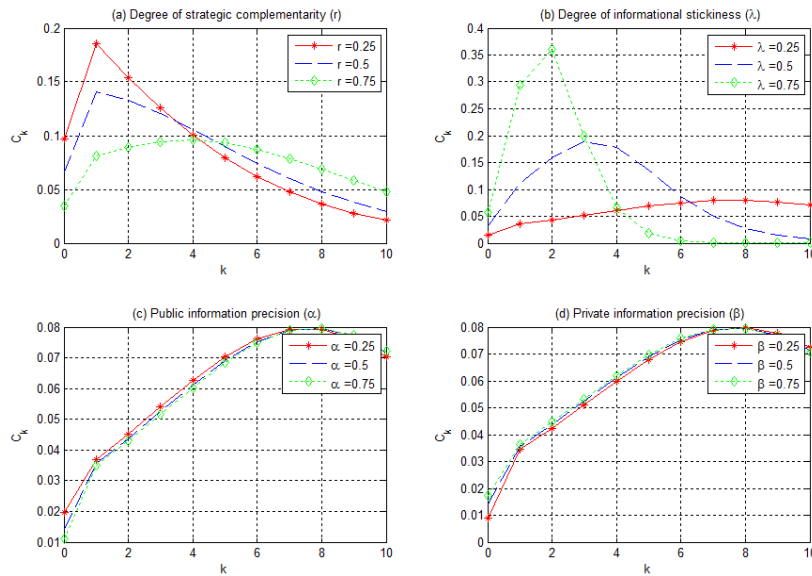 (a) Degree of strategic complementarity (r)
0.2
0.15
0.1
0.05
0
C_k
0 2 4 6 8 10
k
r =0.25
r =0.5
r =0.75
(b) Degree of informational stickiness (λ)
0.4
0.35
0.3
0.25
0.2
0.15
0.1
0.05
0
C_k
0 2 4 6 8 10
k
λ =0.25
λ =0.5
λ =0.75
(c) Public information precision (α)
0.08
0.07
0.06
0.05
0.04
0.03
0.02
0.01
C_k
0 2 4 6 8 10
k
α =0.25
α =0.5
α =0.75
(d) Private information precision (β)
0.08
0.07
0.06
0.05
0.04
0.03
0.02
0.01
0
C_k
0 2 4 6 8 10
k
β =0.25
β =0.5
β =0.75